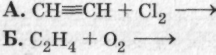 А. CH≡CH + Cl₂ ⟶
Б. C₂H₄ + O₂ ⟶